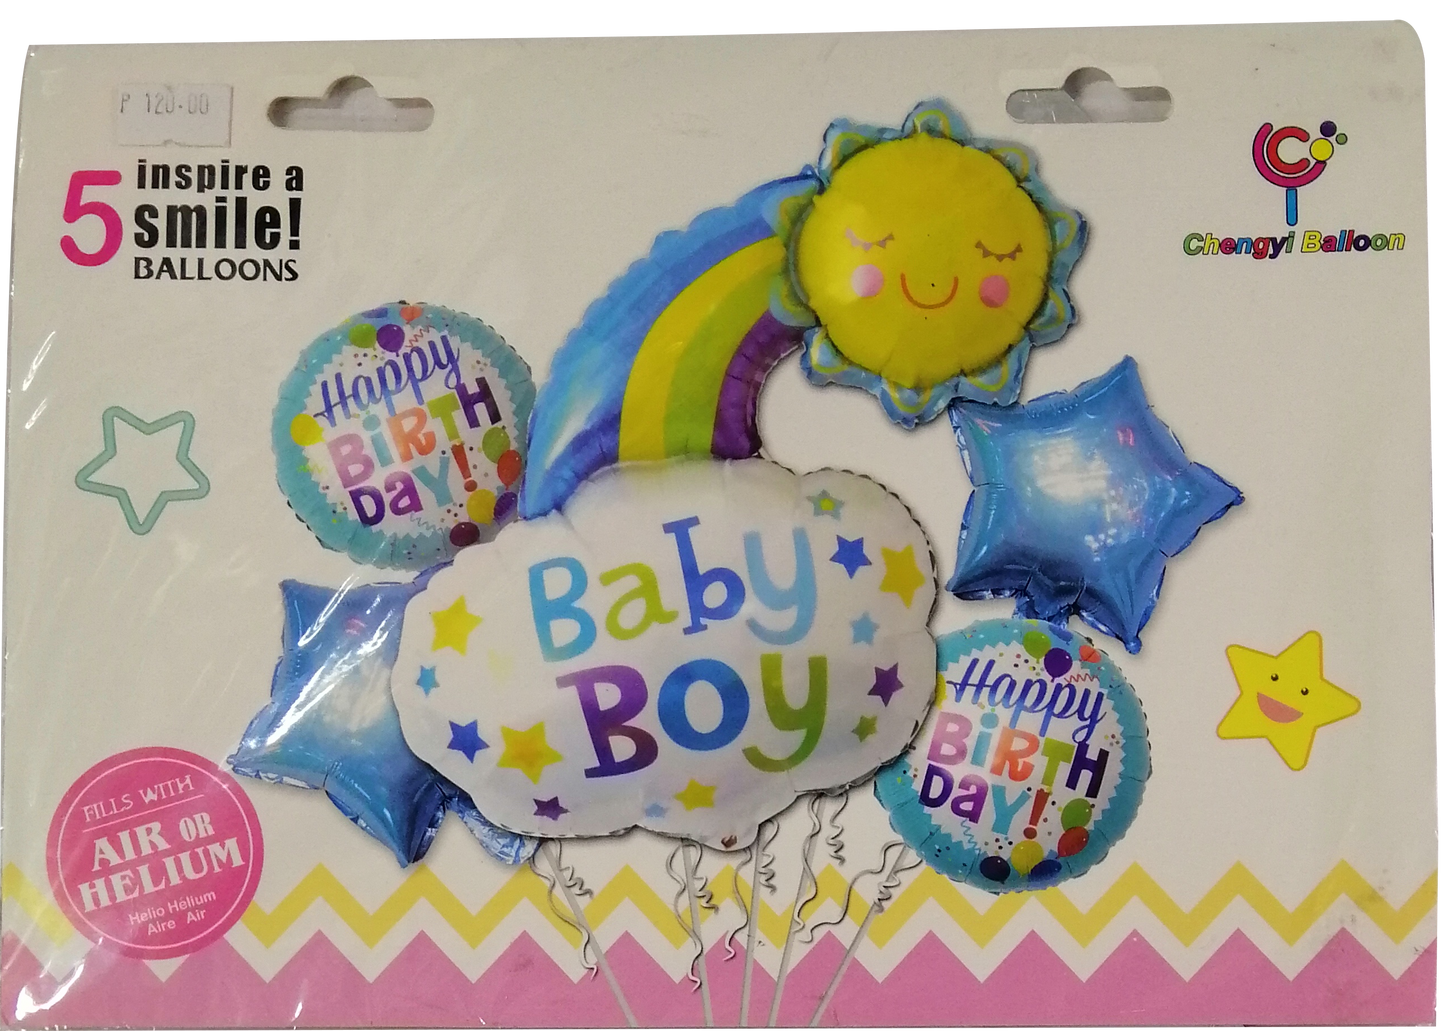 P 120.00
5 inspire a
smile!
BALLOONS
Chengyi Balloon
Happy
BiRTH
Day!
Baby
Boy
Happy
BiRTH
Day!
FILLS WITH
AIR OR
HELIUM
Helio Hélium
Aire Air